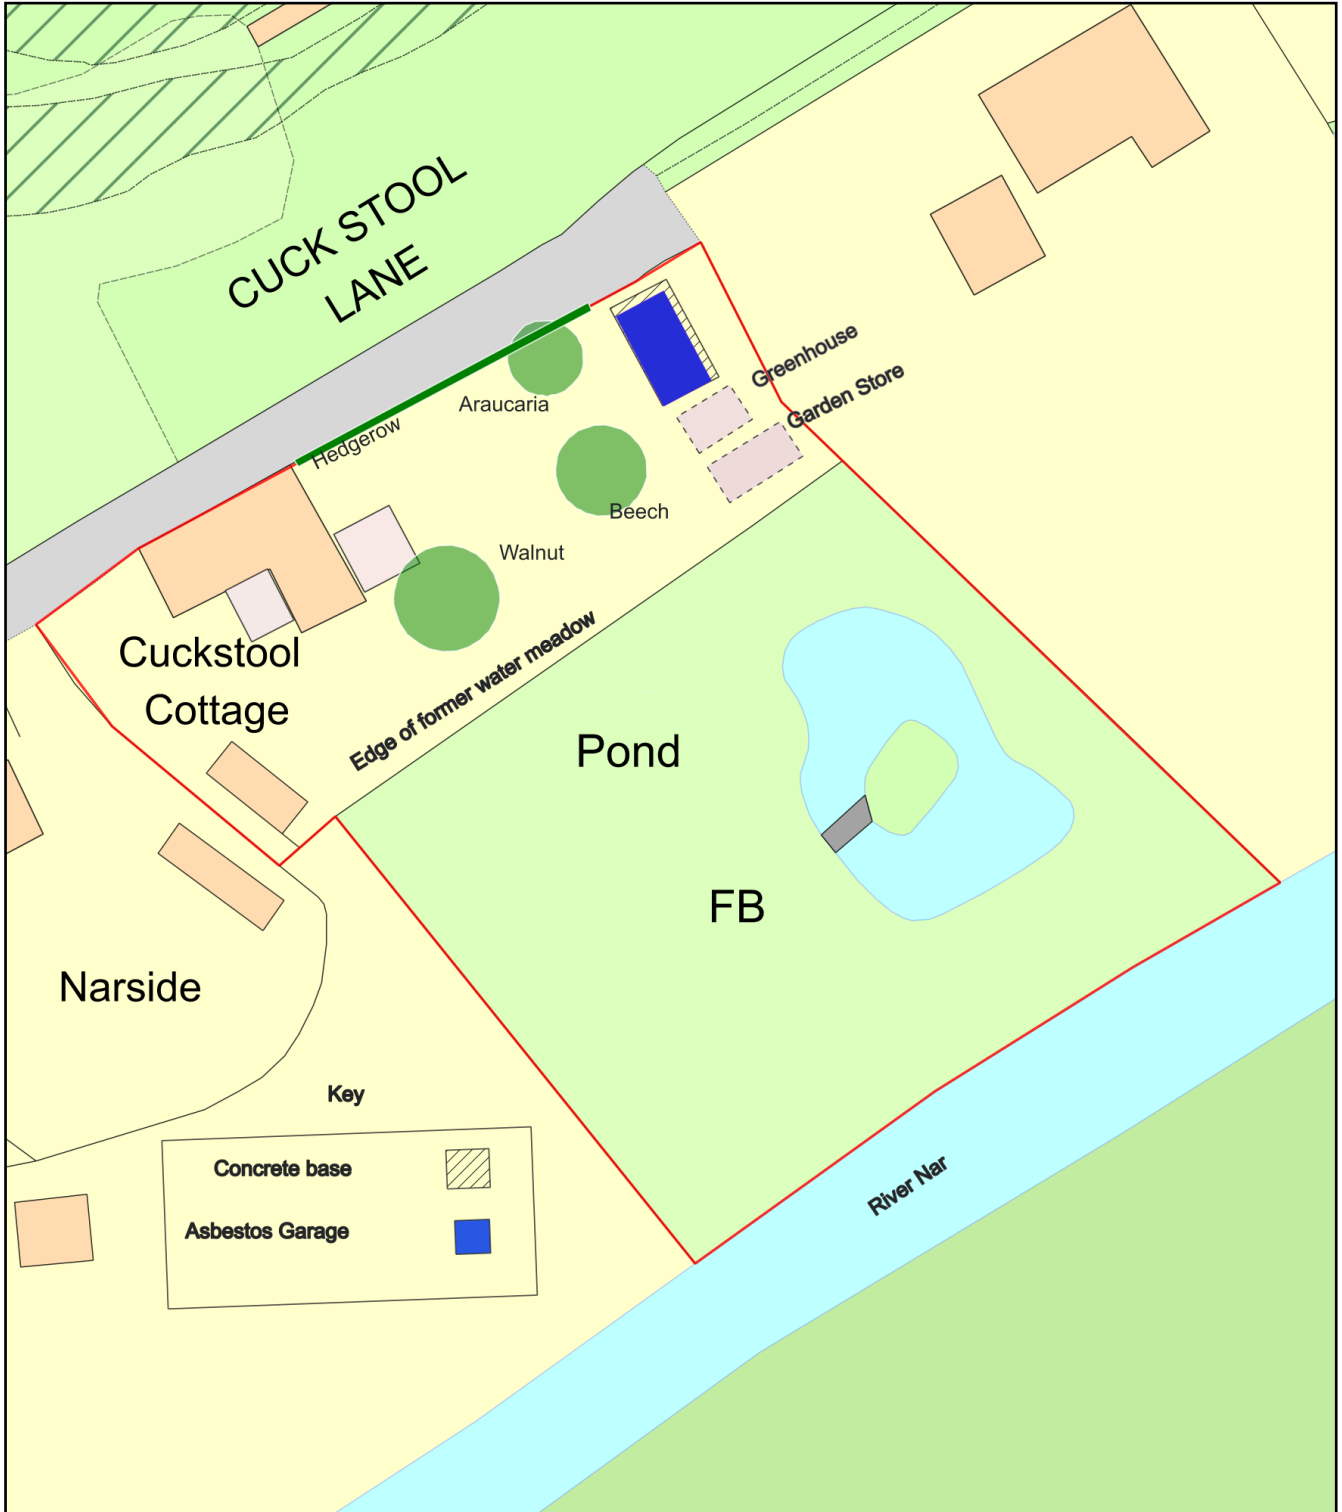 CUCK STOOL
LANE
Greenhouse
Garden Store
Araucaria
Hedgerow
Beech
Walnut
Cuckstool
Cottage
Edge of former water meadow
Pond
FB
Narside
Key
Concrete base
Asbestos Garage
River Nar